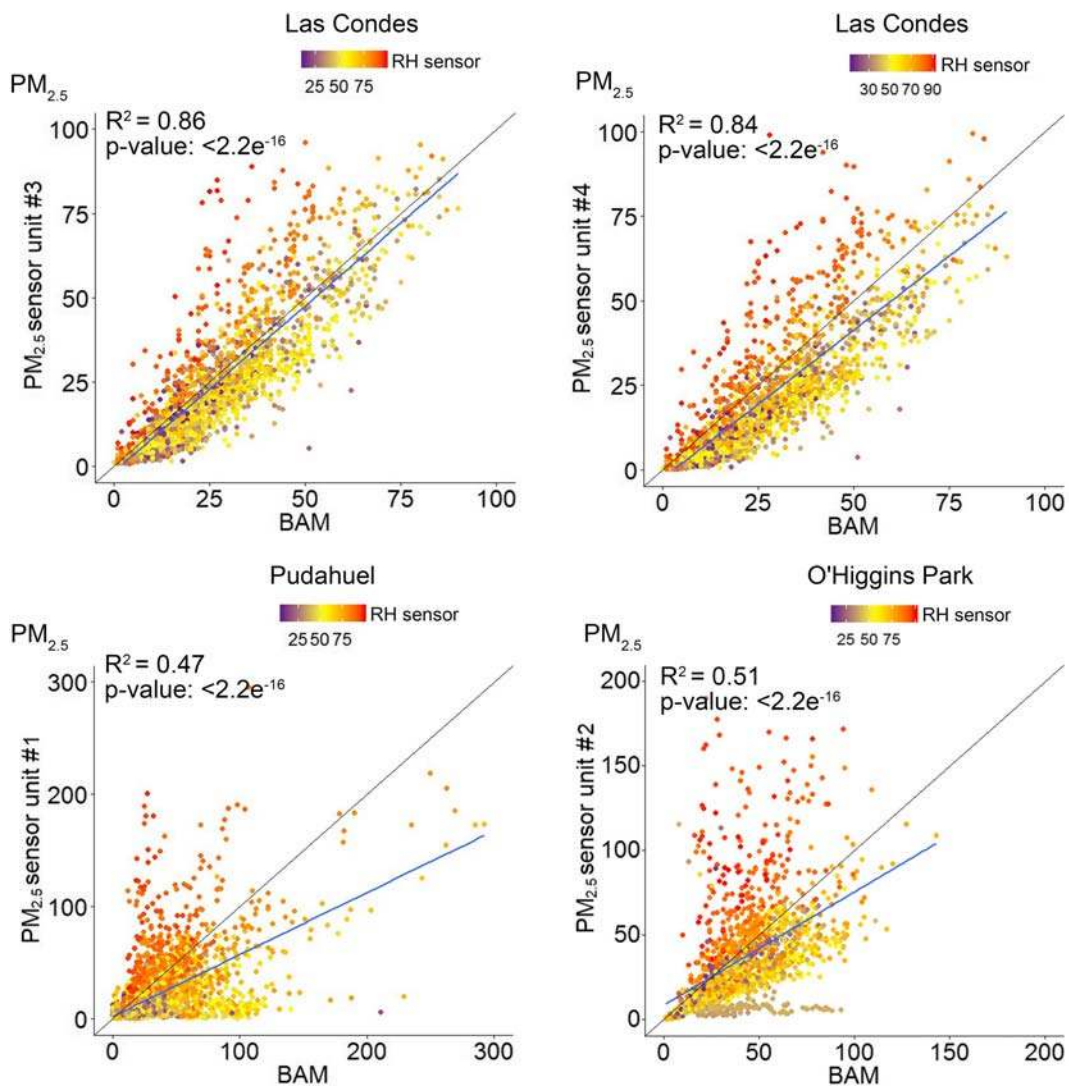 Las Condes
RH sensor
25 50 75
PM2.5
R² = 0.86
p-value: <2.2e-16
100
75
50
25
0
PM2.5 sensor unit #3
0 25 50 75 100
BAM
Las Condes
RH sensor
30 50 70 90
PM2.5
R² = 0.84
p-value: <2.2e-16
100
75
50
25
0
PM2.5 sensor unit #4
0 25 50 75 100
BAM
Pudahuel
RH sensor
25 50 75
PM2.5
R² = 0.47
p-value: <2.2e-16
300
200
100
0
PM2.5 sensor unit #1
0 100 200 300
BAM
O'Higgins Park
RH sensor
25 50 75
PM2.5
R² = 0.51
p-value: <2.2e-16
200
150
100
50
0
PM2.5 sensor unit #2
0 50 100 150 200
BAM